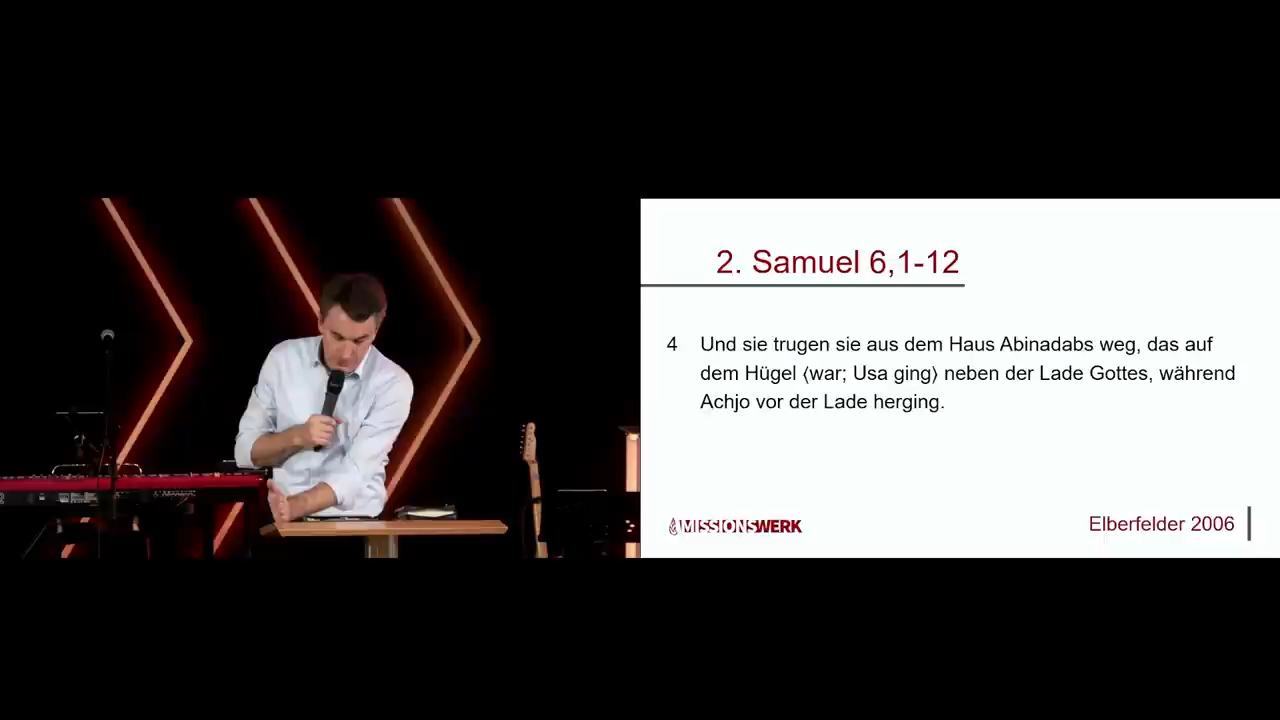 2. Samuel 6,1-12
4 Und sie trugen sie aus dem Haus Abinadabs weg, das auf
dem Hügel ⟨war; Usa ging⟩ neben der Lade Gottes, während
Achjo vor der Lade herging.
MISSIONSWERK
Elberfelder 2006